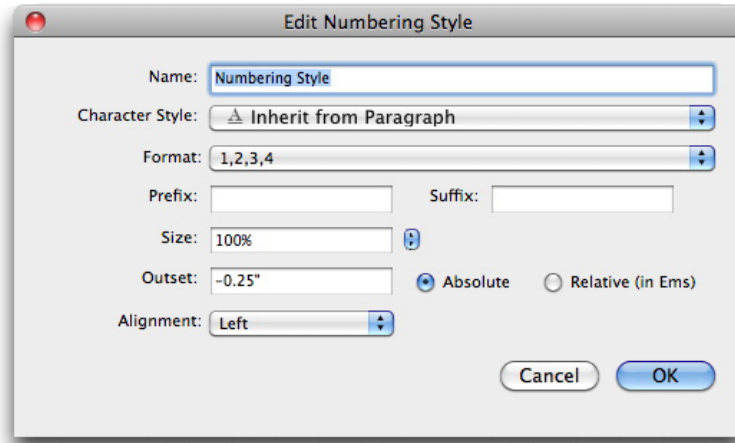 Edit Numbering Style
Name: Numbering Style
Character Style: A Inherit from Paragraph
Format: 1,2,3,4
Prefix: Suffix:
Size: 100%
Outset: -0.25" Absolute Relative (in Ems)
Alignment: Left
Cancel OK